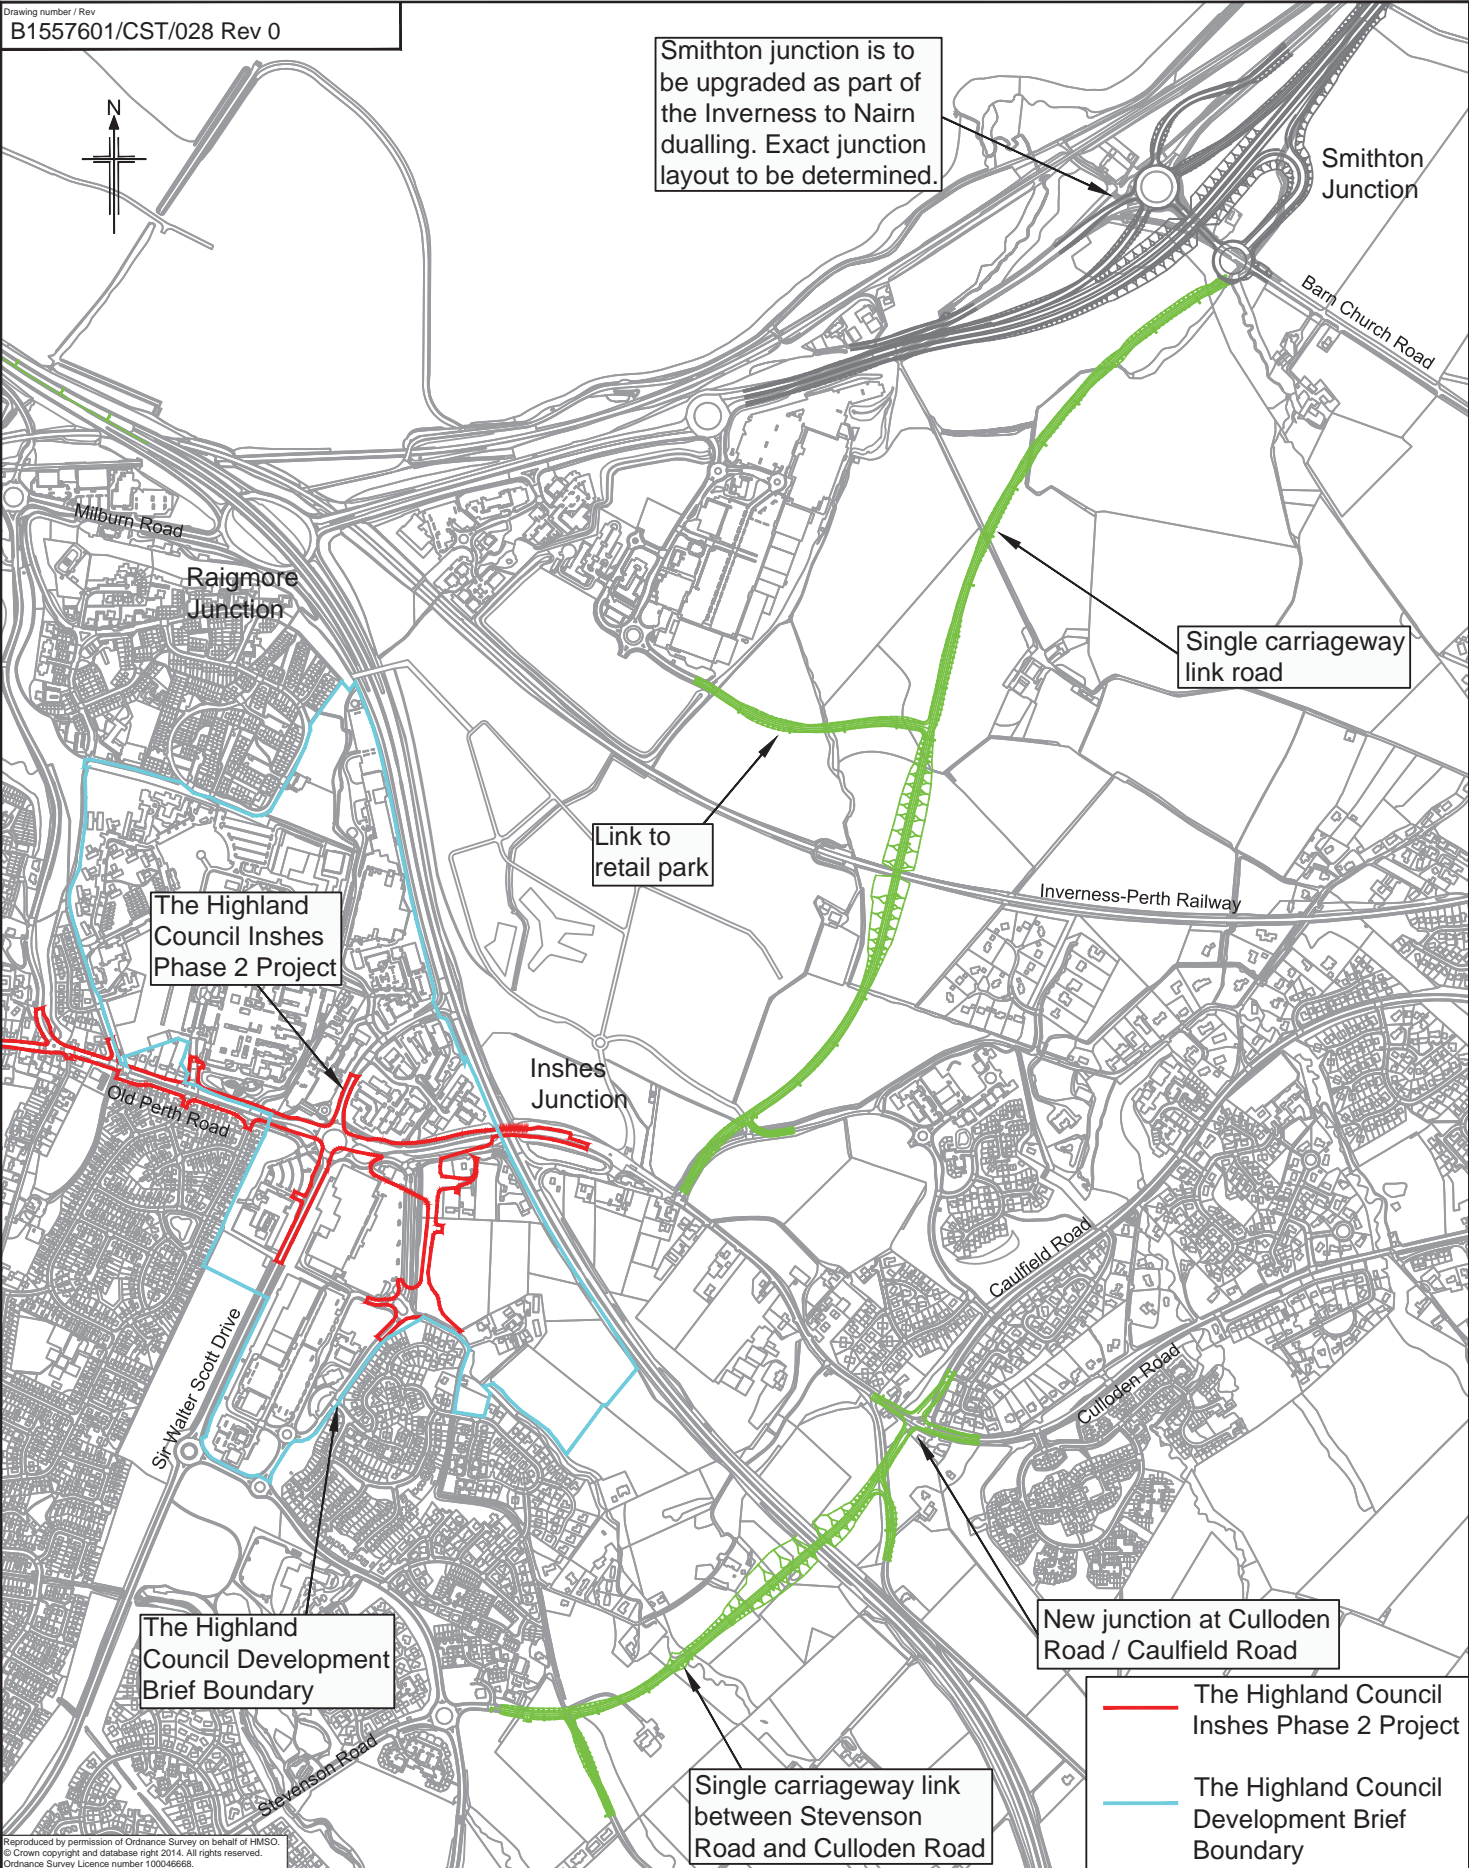 Drawing number / Rev
B1557601/CST/028 Rev 0
N
Smithton junction is to
be upgraded as part of
the Inverness to Nairn
dualling. Exact junction
layout to be determined.
Smithton
Junction
Barn Church Road
Milburn Road
Raigmore
Junction
Single carriageway
link road
Link to
retail park
Inverness-Perth Railway
The Highland
Council Inshes
Phase 2 Project
Inshes
Junction
Old Perth Road
Caulfield Road
Sir Walter Scott Drive
Culloden Road
The Highland
Council Development
Brief Boundary
New junction at Culloden
Road / Caulfield Road
Stevenson Road
Single carriageway link
between Stevenson
Road and Culloden Road
The Highland Council
Inshes Phase 2 Project
The Highland Council
Development Brief
Boundary
Reproduced by permission of Ordnance Survey on behalf of HMSO.
© Crown copyright and database right 2014. All rights reserved.
Ordnance Survey Licence number 100046668.